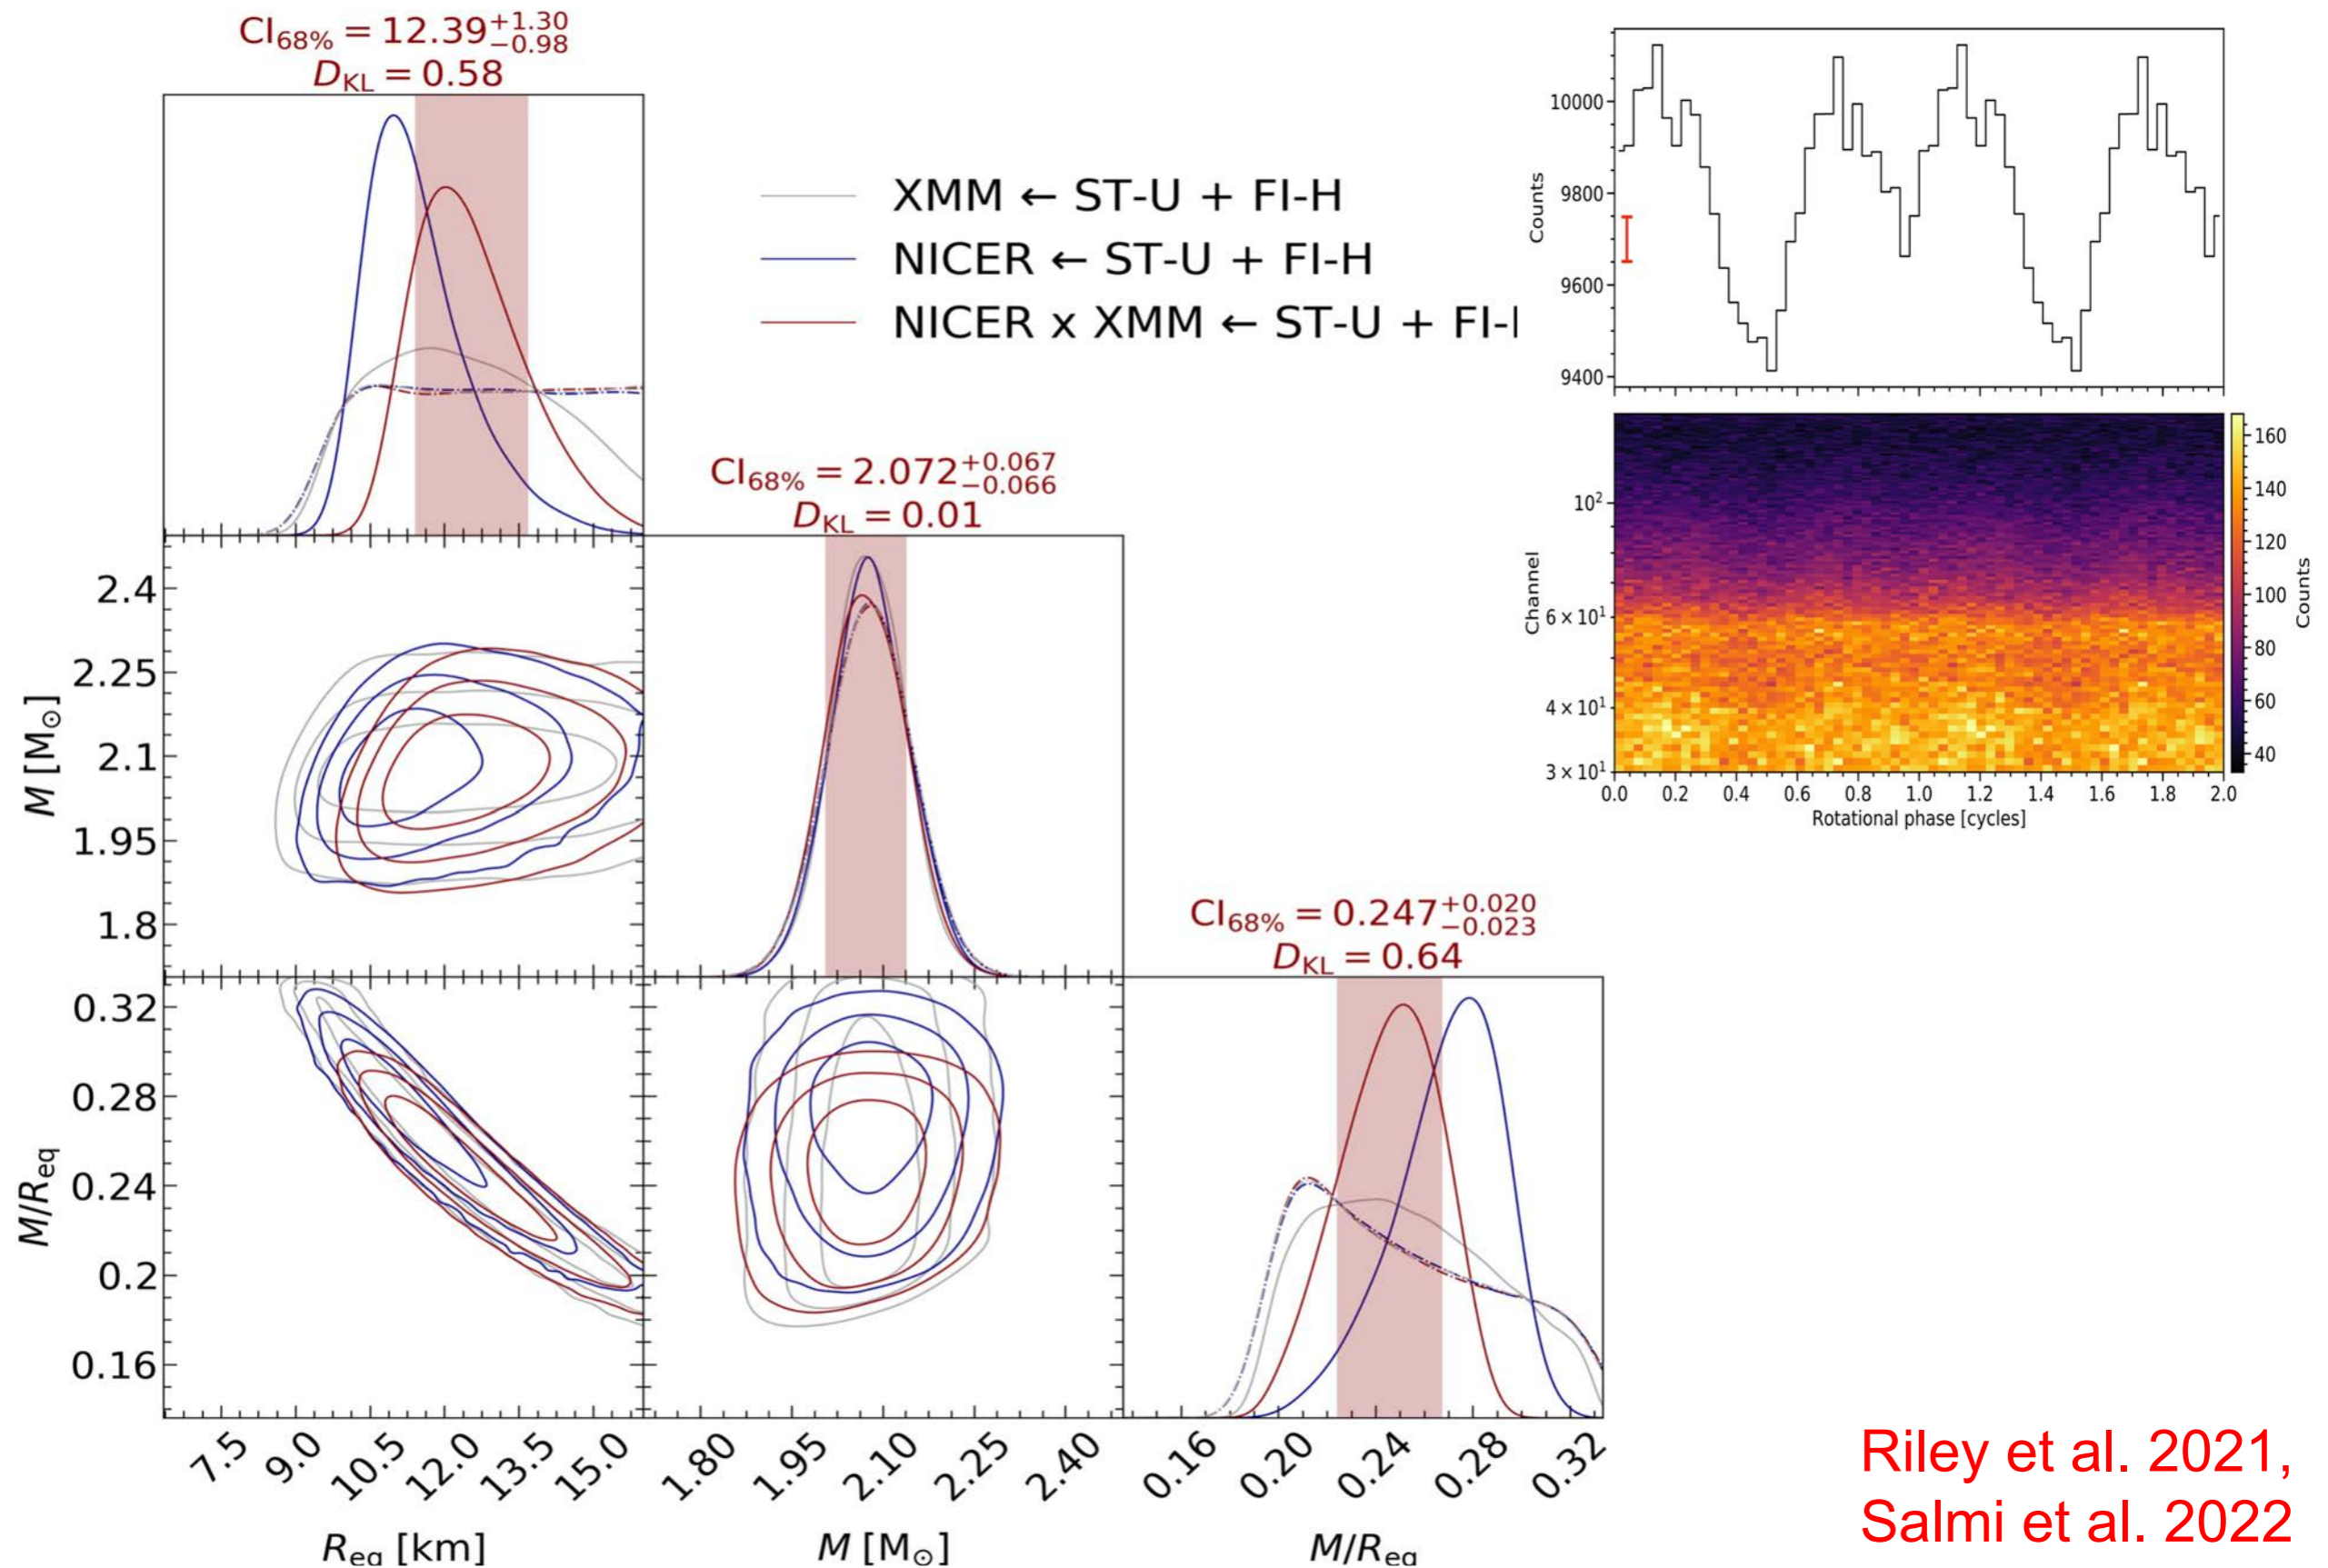 CI68% = 12.39 +1.30 −0.98
DKL = 0.58
XMM ← ST-U + FI-H
NICER ← ST-U + FI-H
NICER x XMM ← ST-U + FI-
CI68% = 2.072 +0.067 −0.066
DKL = 0.01
CI68% = 0.247 +0.020 −0.023
DKL = 0.64
M [M⊙]
2.4
2.25
2.1
1.95
1.8
M/Req
0.32
0.28
0.24
0.2
0.16
7.5 9.0 10.5 12.0 13.5 15.0
Req [km]
1.80 1.95 2.10 2.25 2.40
M [M⊙]
0.16 0.20 0.24 0.28 0.32
M/Req
Counts
10000
9800
9600
9400
Channel
10²
6 × 10¹
4 × 10¹
3 × 10¹
0.0 0.2 0.4 0.6 0.8 1.0 1.2 1.4 1.6 1.8 2.0
Rotational phase [cycles]
160
140
120
100
80
60
40
Counts
Riley et al. 2021,
Salmi et al. 2022